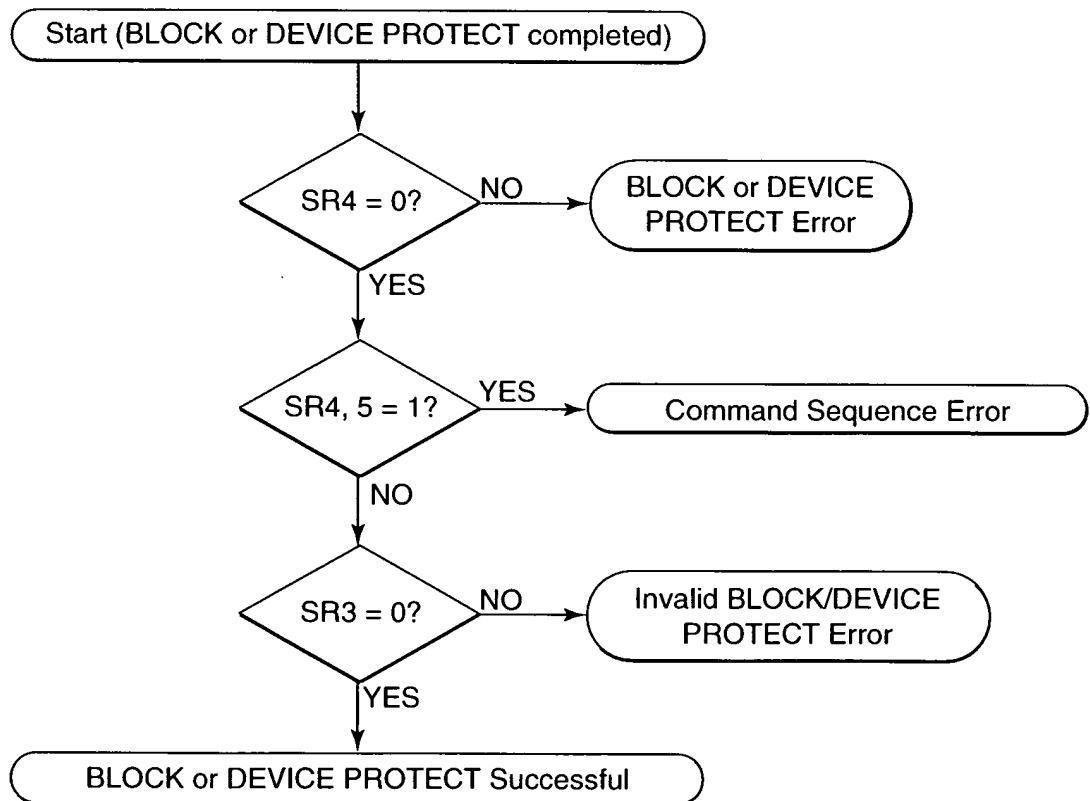 Start (BLOCK or DEVICE PROTECT completed)
SR4 = 0?
NO
BLOCK or DEVICE
PROTECT Error
YES
SR4, 5 = 1?
YES
Command Sequence Error
NO
SR3 = 0?
NO
Invalid BLOCK/DEVICE
PROTECT Error
YES
BLOCK or DEVICE PROTECT Successful